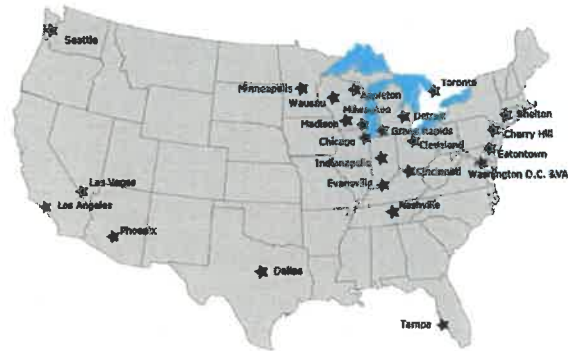 Seattle
Minneapolis
Wausau
Appleton
Toronto
Milwaukee
Madison
Detroit
Shelton
Grand Rapids
Cherry Hill
Chicago
Cleveland
Eatontown
Indianapolis
Washington D.C. &VA
Cincinnati
Evansville
Las Vegas
Los Angeles
Nashville
Phoenix
Dallas
Tampa